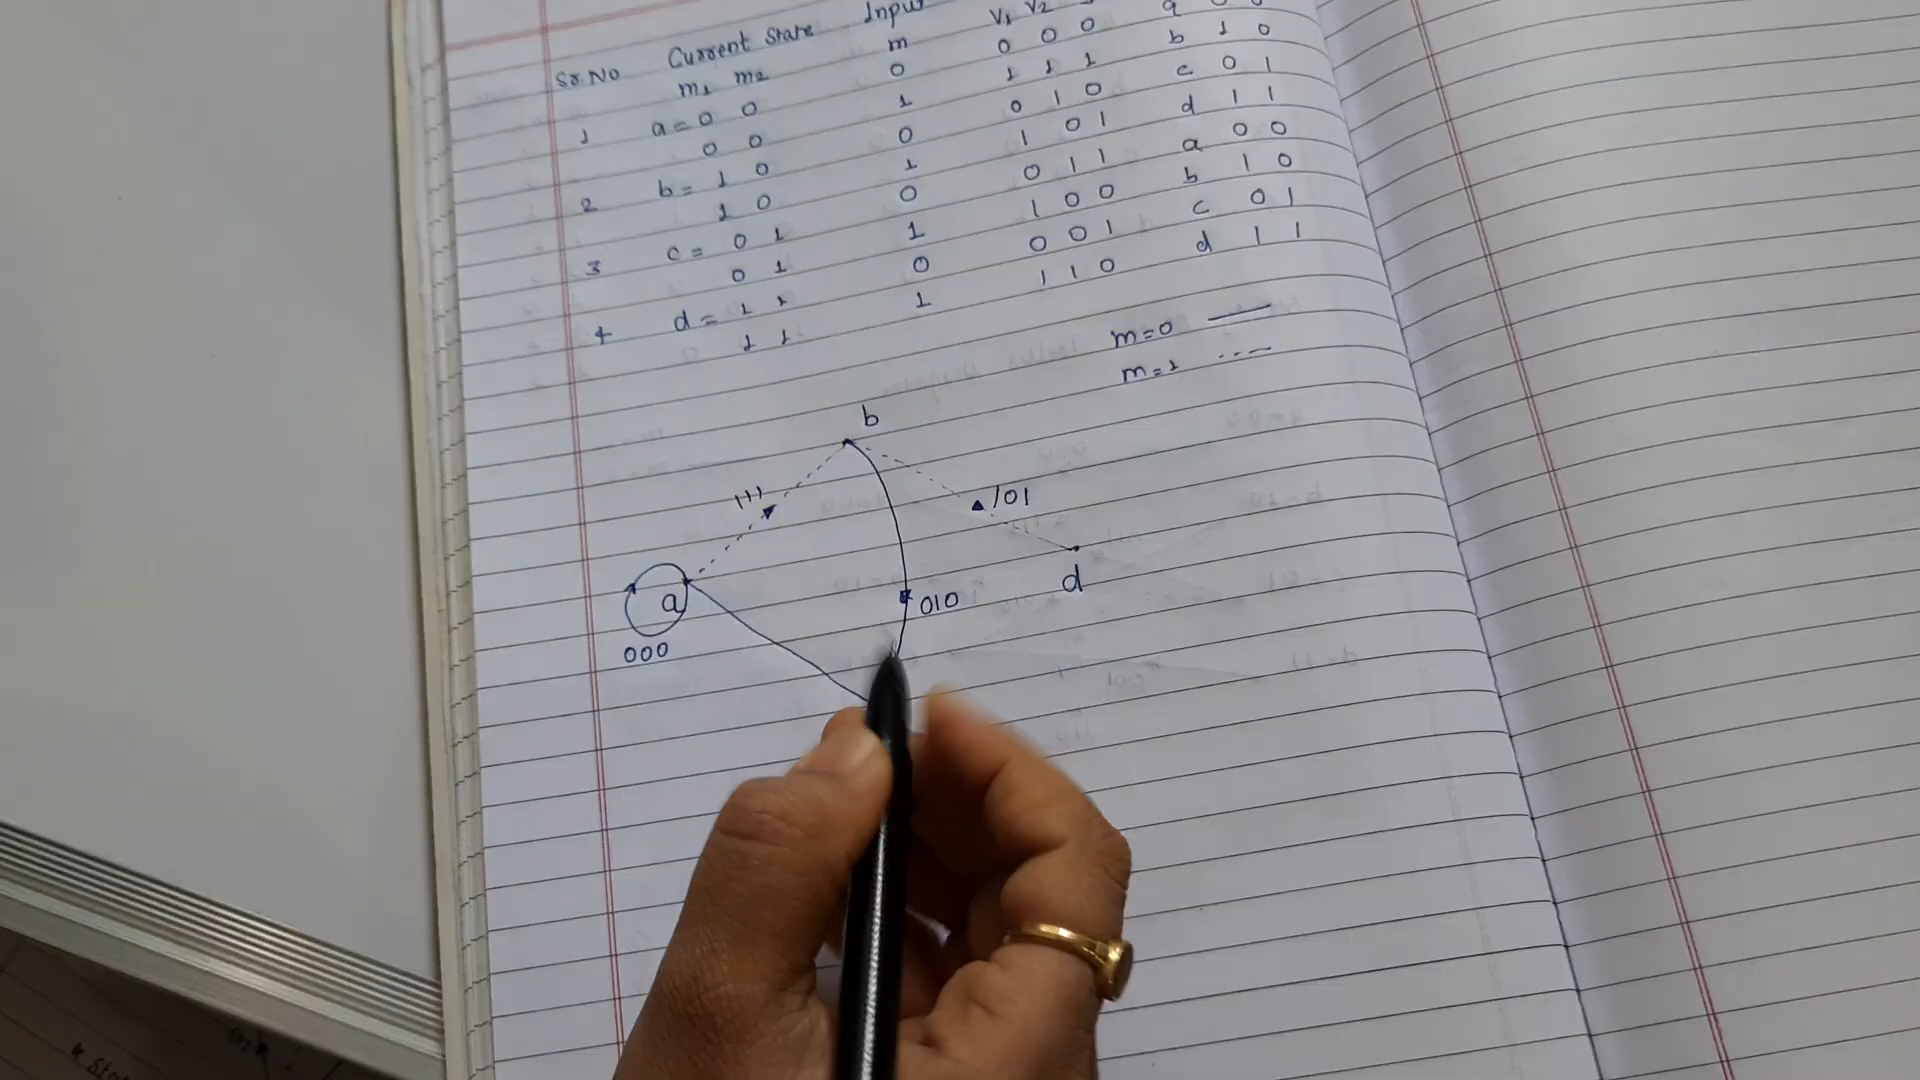 Input
Current State
Sr.No m1 m2 m V1 V2
1 a = 0 0 0 0 0 0 a
0 0 1 1 1 1 b 1 0
2 b = 1 0 0 0 1 0 c 0 1
1 0 1 1 0 1 d 1 1
3 c = 0 1 0 0 1 1 a 0 0
0 1 1 1 0 0 b 1 0
4 d = 1 1 0 0 0 1 c 0 1
1 1 1 1 1 0 d 1 1
m=0 ——
m=1 ----
b
111
101
a
d
010
000